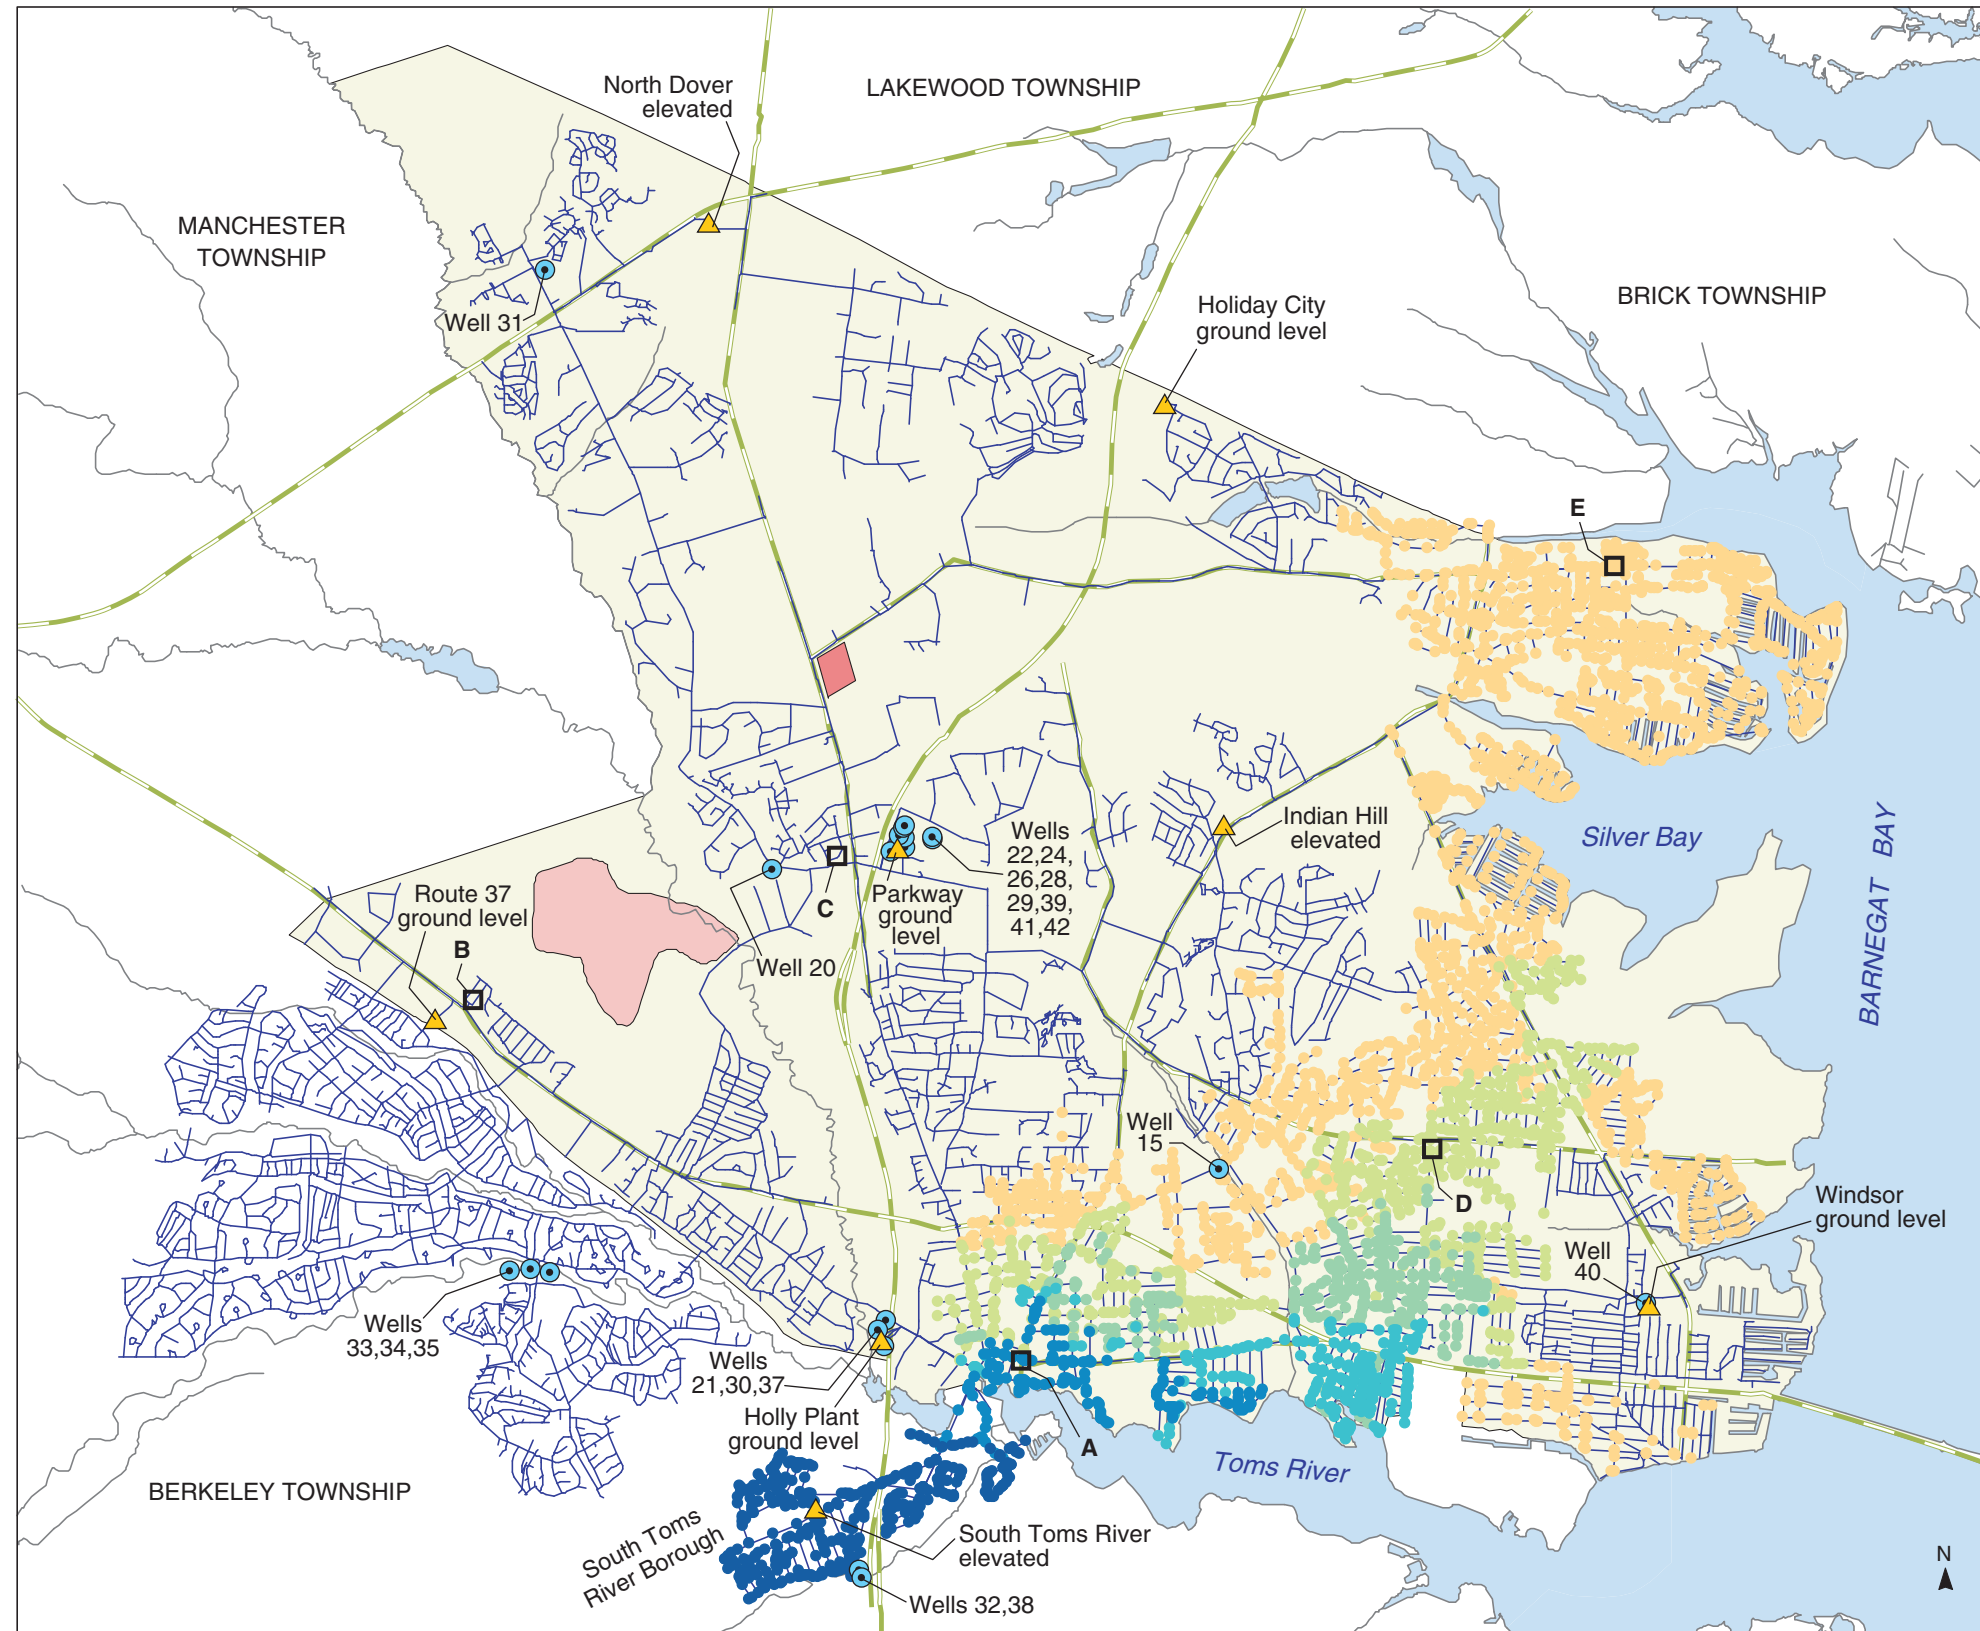 North Dover
elevated
LAKEWOOD TOWNSHIP
MANCHESTER
TOWNSHIP
Well 31
Holiday City
ground level
BRICK TOWNSHIP
E
Indian Hill
elevated
Silver Bay
BARNEGAT BAY
Wells
22,24,
26,28,
29,39,
41,42
Parkway
ground
level
C
Well 20
Route 37
ground level
B
Well
15
D
Windsor
ground level
Well
40
Wells
33,34,35
Wells
21,30,37
Holly Plant
ground level
A
Toms River
BERKELEY TOWNSHIP
South Toms
River Borough
South Toms River
elevated
Wells 32,38
N